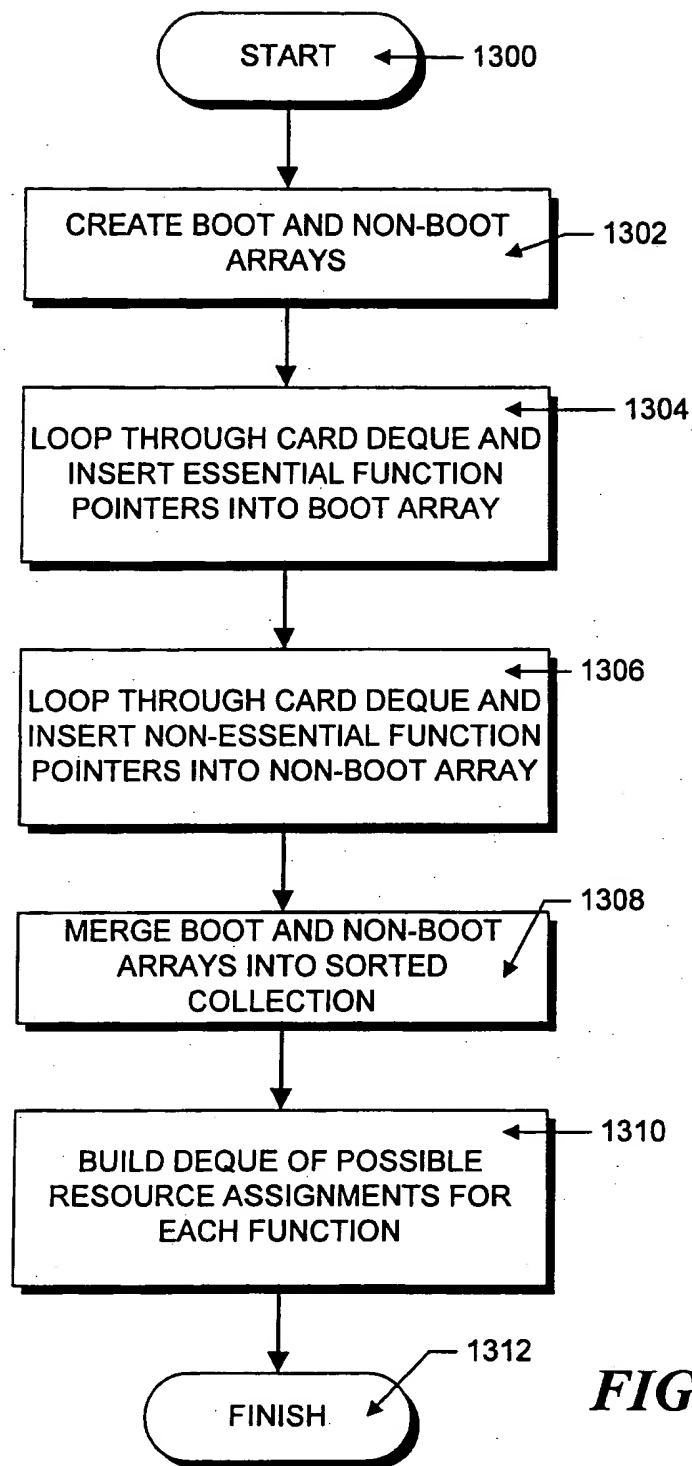 START
1300
CREATE BOOT AND NON-BOOT
ARRAYS
1302
1304
LOOP THROUGH CARD DEQUE AND
INSERT ESSENTIAL FUNCTION
POINTERS INTO BOOT ARRAY
1306
LOOP THROUGH CARD DEQUE AND
INSERT NON-ESSENTIAL FUNCTION
POINTERS INTO NON-BOOT ARRAY
1308
MERGE BOOT AND NON-BOOT
ARRAYS INTO SORTED
COLLECTION
1310
BUILD DEQUE OF POSSIBLE
RESOURCE ASSIGNMENTS FOR
EACH FUNCTION
1312
FINISH
FIG